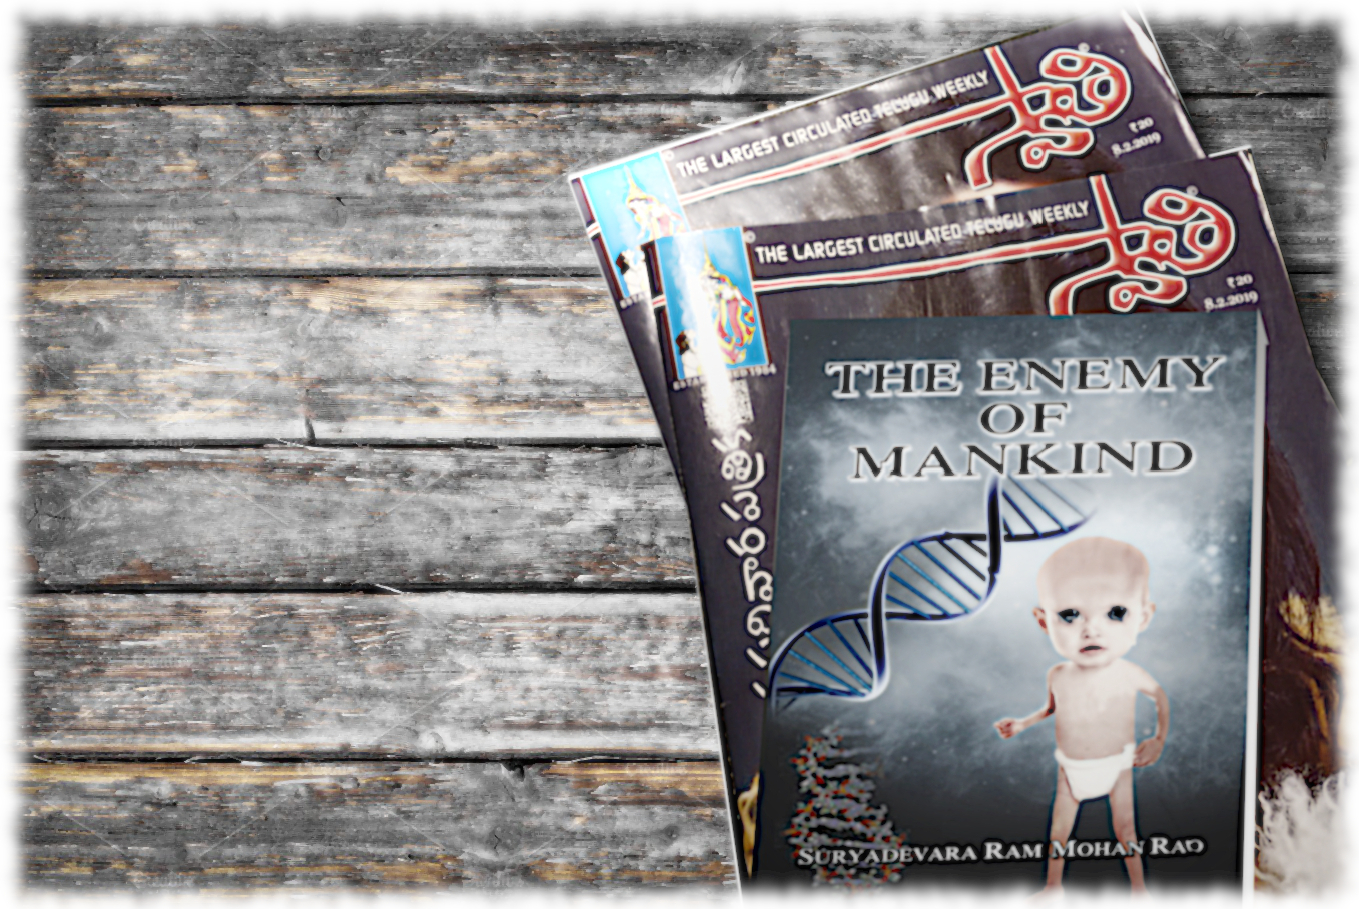 THE LARGEST CIRCULATED TELUGU WEEKLY
స్వాతి
₹20
8.2.2019
THE LARGEST CIRCULATED TELUGU WEEKLY
స్వాతి
₹20
8.2.2019
THE ENEMY
OF
MANKIND
SURYADEVARA RAM MOHAN RAO